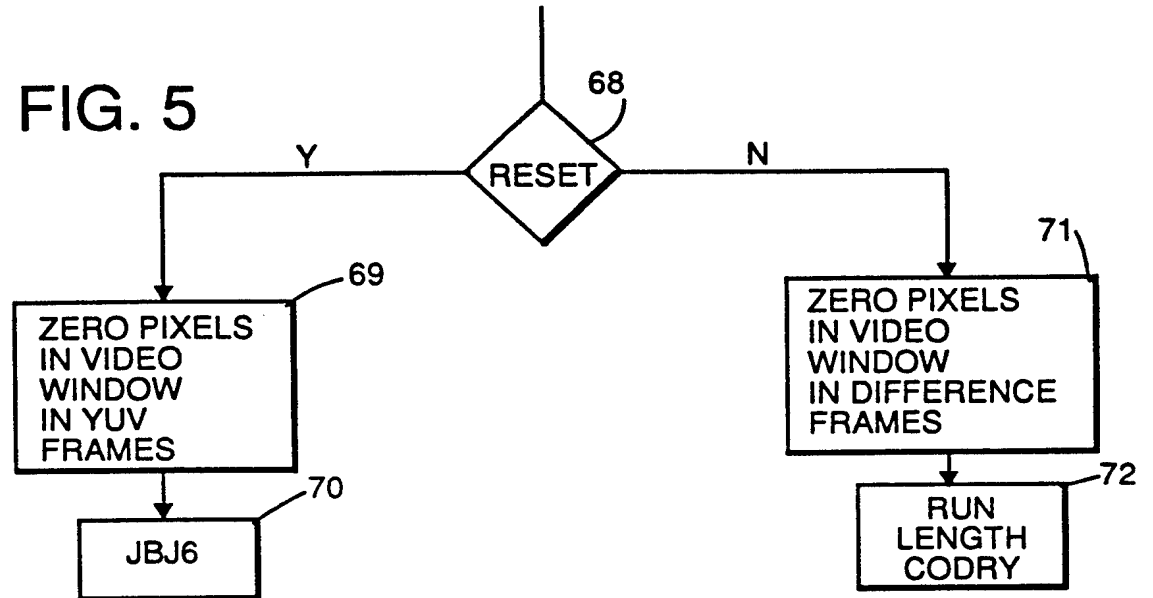 FIG. 5
68
Y
RESET
N
69
ZERO PIXELS
IN VIDEO
WINDOW
IN YUV
FRAMES
70
JBJ6
71
ZERO PIXELS
IN VIDEO
WINDOW
IN DIFFERENCE
FRAMES
72
RUN
LENGTH
CODRY